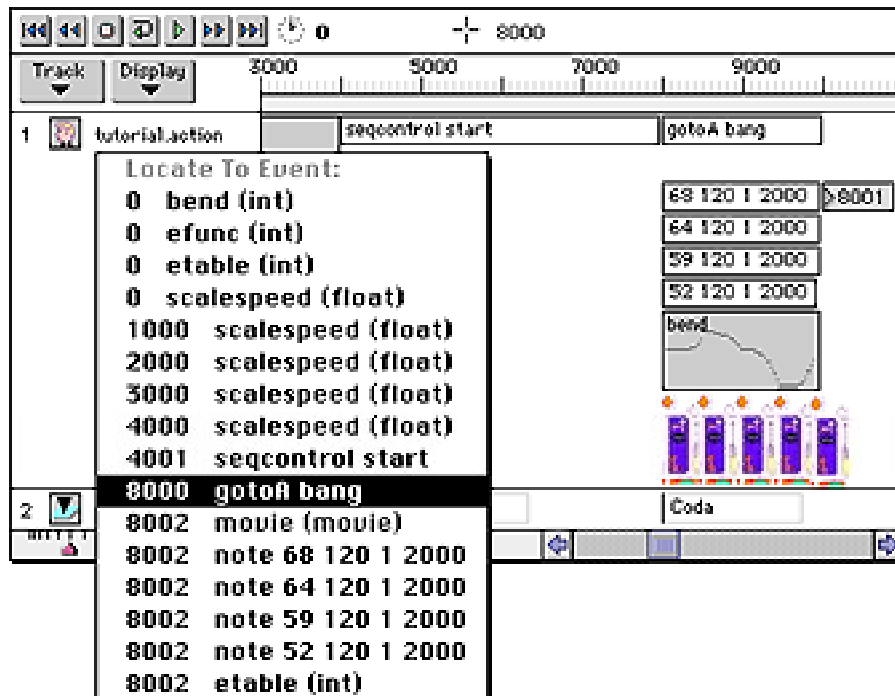 0 8000
Track Display 3000 5000 7000 9000
1 tutorial.action seqcontrol start gotoA bang
Locate To Event:
0 bend (int)
0 efunc (int)
0 etable (int)
0 scalespeed (float)
1000 scalespeed (float)
2000 scalespeed (float)
3000 scalespeed (float)
4000 scalespeed (float)
4001 seqcontrol start
8000 gotoA bang
8002 movie (movie)
8002 note 68 120 1 2000
8002 note 64 120 1 2000
8002 note 59 120 1 2000
8002 note 52 120 1 2000
8002 etable (int)
68 120 1 2000 >8001
64 120 1 2000
59 120 1 2000
52 120 1 2000
bend
2 Coda